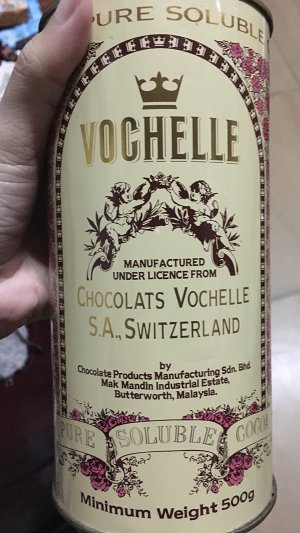 PURE SOLUBLE
VOCHELLE
MANUFACTURED
UNDER LICENCE FROM
CHOCOLATS VOCHELLE
S.A., SWITZERLAND
by
Chocolate Products Manufacturing Sdn. Bhd.
Mak Mandin Industrial Estate,
Butterworth, Malaysia.
PURE SOLUBLE COCOA
Minimum Weight 500g